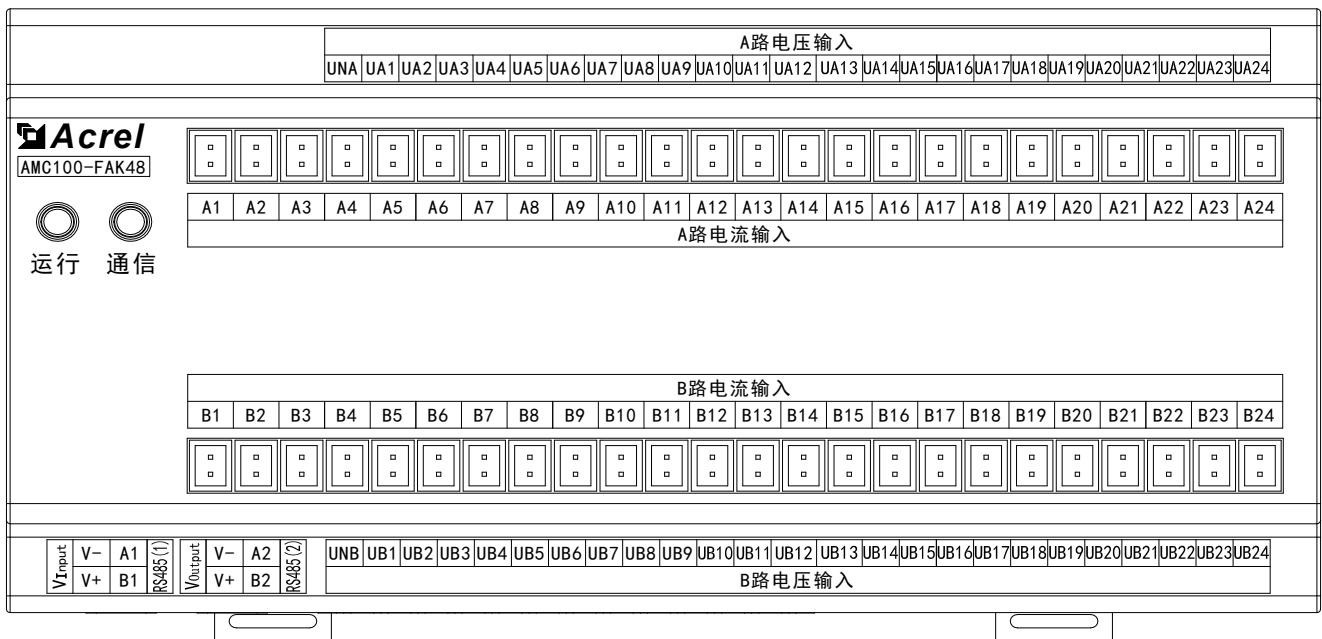 A路电压输入
UNA UA1 UA2 UA3 UA4 UA5 UA6 UA7 UA8 UA9 UA10 UA11 UA12 UA13 UA14 UA15 UA16 UA17 UA18 UA19 UA20 UA21 UA22 UA23 UA24
Acrel
AMC100-FAK48
A1 A2 A3 A4 A5 A6 A7 A8 A9 A10 A11 A12 A13 A14 A15 A16 A17 A18 A19 A20 A21 A22 A23 A24
A路电流输入
运行 通信
B路电流输入
B1 B2 B3 B4 B5 B6 B7 B8 B9 B10 B11 B12 B13 B14 B15 B16 B17 B18 B19 B20 B21 B22 B23 B24
VInput
V- A1
V+ B1
RS485(1)
VOutput
V- A2
V+ B2
RS485(2)
UNB UB1 UB2 UB3 UB4 UB5 UB6 UB7 UB8 UB9 UB10 UB11 UB12 UB13 UB14 UB15 UB16 UB17 UB18 UB19 UB20 UB21 UB22 UB23 UB24
B路电压输入